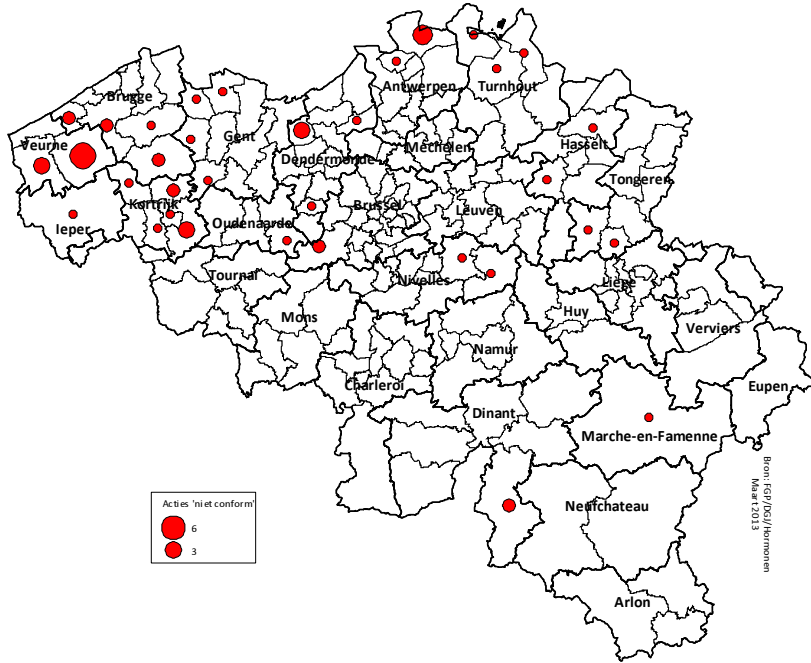 Brugge
Antwerpen
Turnhout
Gent
Veurne
Mechelen
Hasselt
Dendermonde
Tongeren
Kortrijk
Brussel
Leuven
Ieper
Oudenaarde
Tournai
Nivelles
Liège
Mons
Huy
Verviers
Namur
Charleroi
Eupen
Dinant
Marche-en-Famenne
Neufchateau
Arlon
Acties 'niet conform'
6
3
Bron: FGP/DGJ/Hormonen
Maart 2013